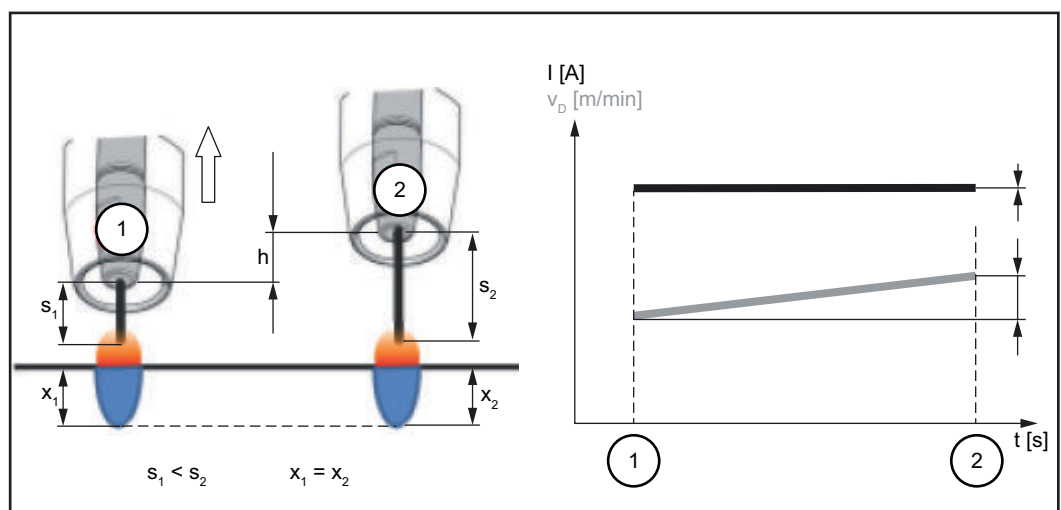 I [A]
v_D [m/min]
1
2
h
s_1
s_2
x_1
x_2
s_1 < s_2
x_1 = x_2
t [s]
1
2